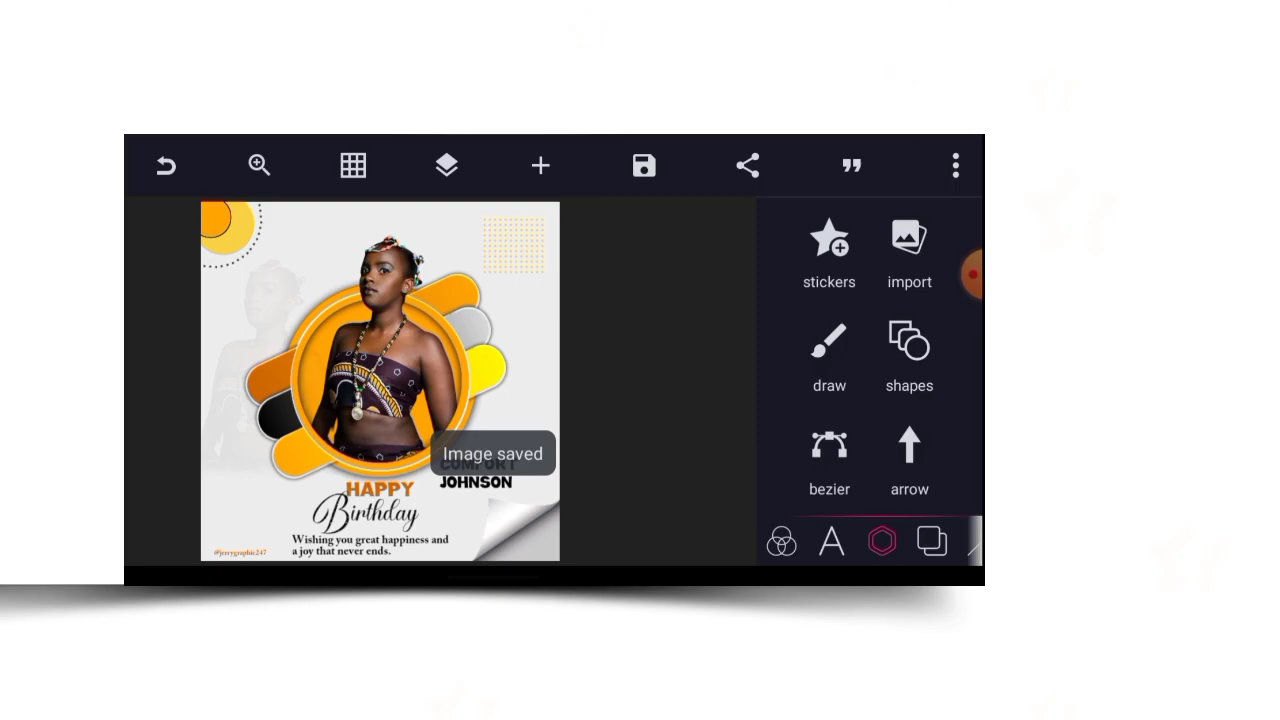 stickers import
draw shapes
Image saved
COMFORT
HAPPY
JOHNSON
bezier arrow
Birthday
Wishing you great happiness and
a joy that never ends.
@jerrygraphic247